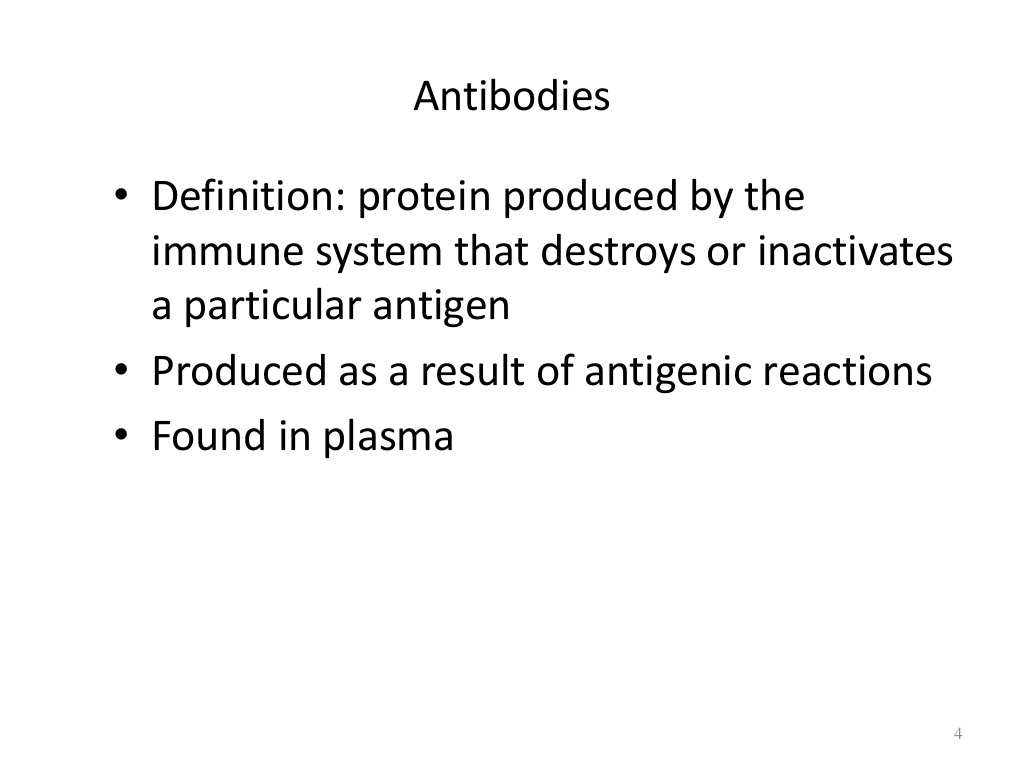 Antibodies
• Definition: protein produced by the
immune system that destroys or inactivates
a particular antigen
• Produced as a result of antigenic reactions
• Found in plasma
4